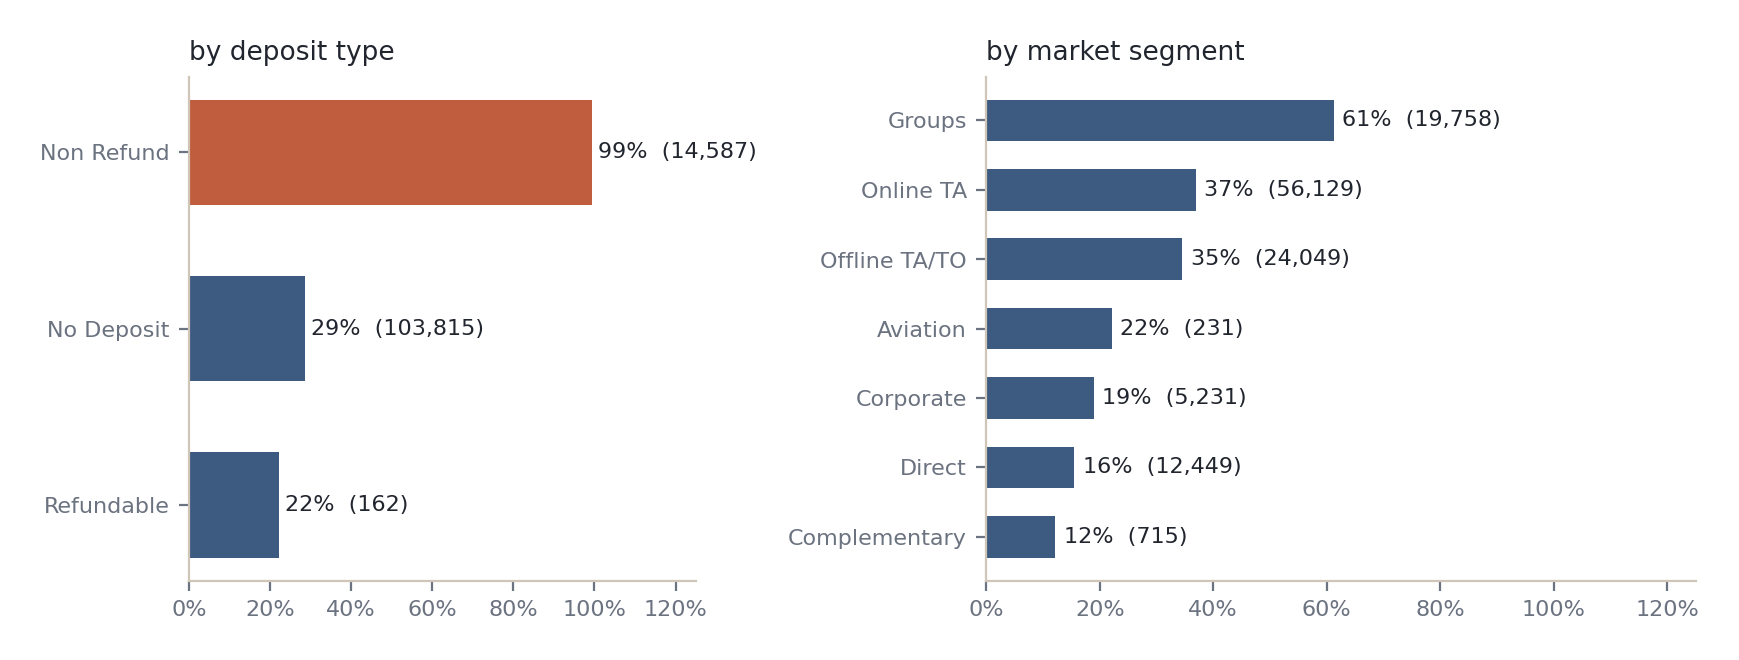 by deposit type
Non Refund
99% (14,587)
No Deposit
29% (103,815)
Refundable
22% (162)
0% 20% 40% 60% 80% 100% 120%
by market segment
Groups
61% (19,758)
Online TA
37% (56,129)
Offline TA/TO
35% (24,049)
Aviation
22% (231)
Corporate
19% (5,231)
Direct
16% (12,449)
Complementary
12% (715)
0% 20% 40% 60% 80% 100% 120%